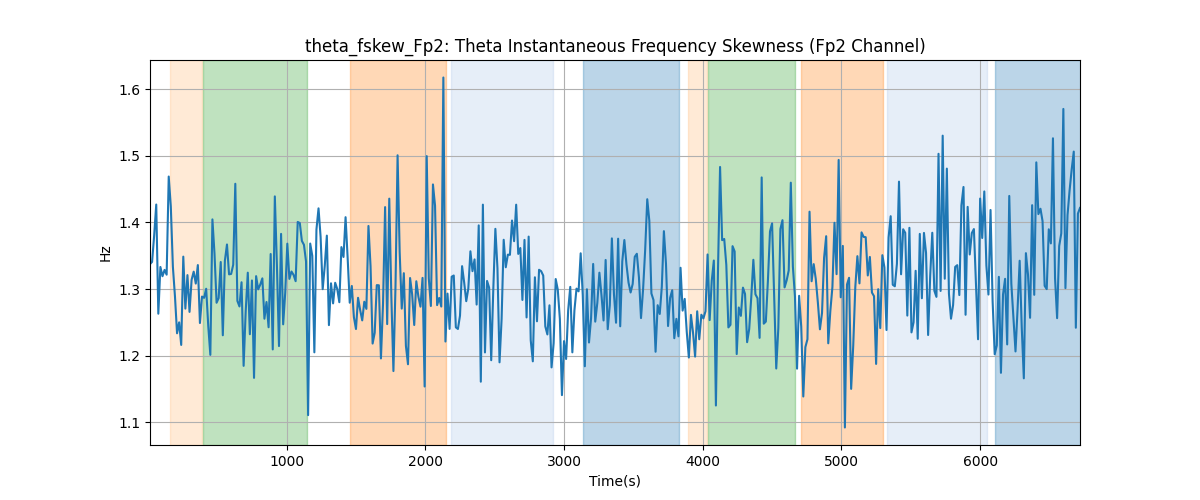 theta_fskew_Fp2: Theta Instantaneous Frequency Skewness (Fp2 Channel)
Hz
1.6
1.5
1.4
1.3
1.2
1.1
1000 2000 3000 4000 5000 6000
Time(s)